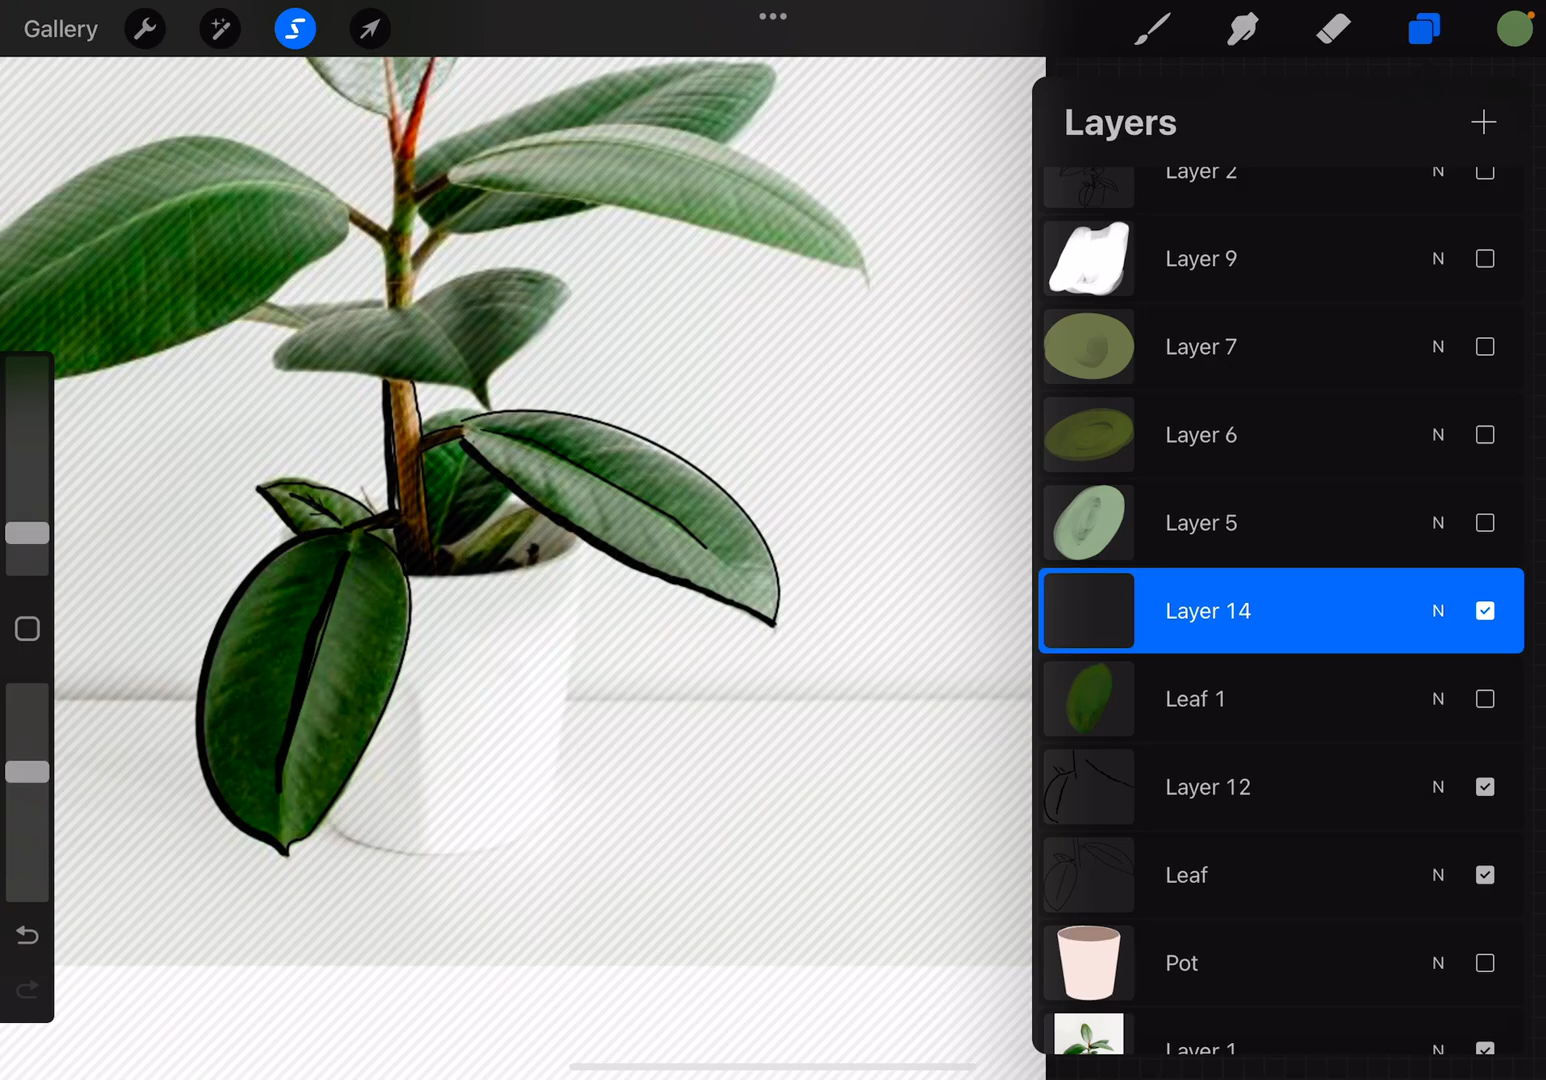 Gallery
Layers
Layer 2 N
Layer 9 N
Layer 7 N
Layer 6 N
Layer 5 N
Layer 14 N
Leaf 1 N
Layer 12 N
Leaf N
Pot N
Layer 1 N